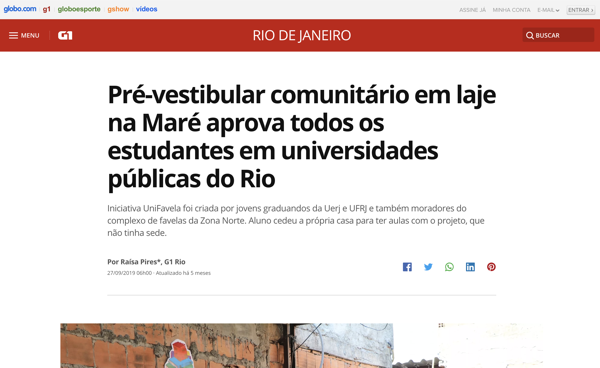 globo.com g1 globoesporte gshow vídeos ASSINE JÁ MINHA CONTA E-MAIL ENTRAR ›
MENU G1 RIO DE JANEIRO BUSCAR
Pré-vestibular comunitário em laje
na Maré aprova todos os
estudantes em universidades
públicas do Rio
Iniciativa UniFavela foi criada por jovens graduandos da Uerj e UFRJ e também moradores do
complexo de favelas da Zona Norte. Aluno cedeu a própria casa para ter aulas com o projeto, que
não tinha sede.
Por Raísa Pires*, G1 Rio
27/09/2019 06h00 · Atualizado há 5 meses